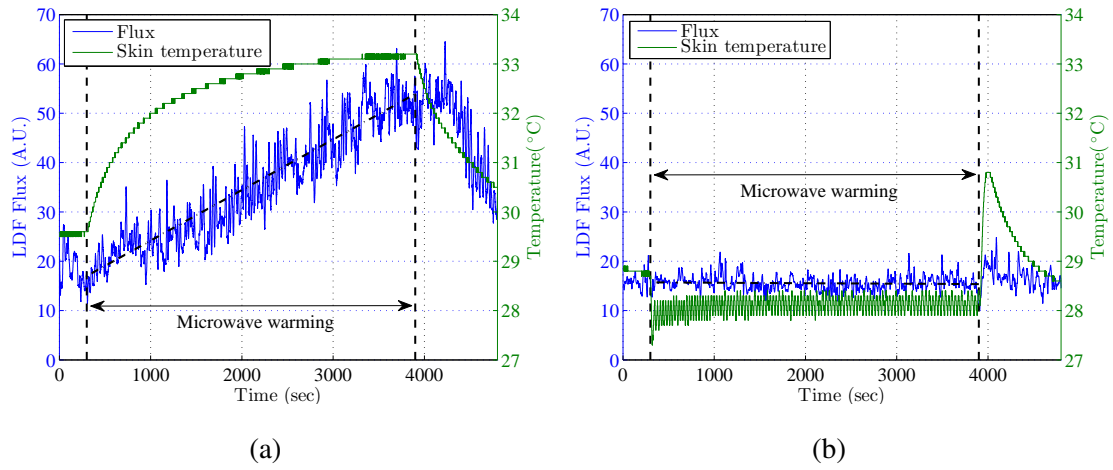 Flux
Skin temperature
LDF Flux (A.U.)
70
60
50
40
30
20
10
0
34
33
32
31
30
29
28
27
Temperature(°C)
Microwave warming
0 1000 2000 3000 4000
Time (sec)
(a)
Flux
Skin temperature
LDF Flux (A.U.)
70
60
50
40
30
20
10
0
34
33
32
31
30
29
28
27
Temperature(°C)
Microwave warming
0 1000 2000 3000 4000
Time (sec)
(b)